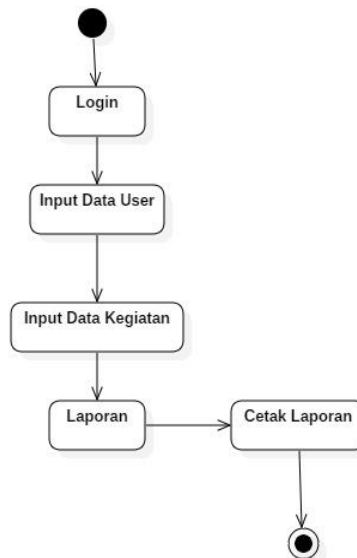 Login
Input Data User
Input Data Kegiatan
Laporan
Cetak Laporan